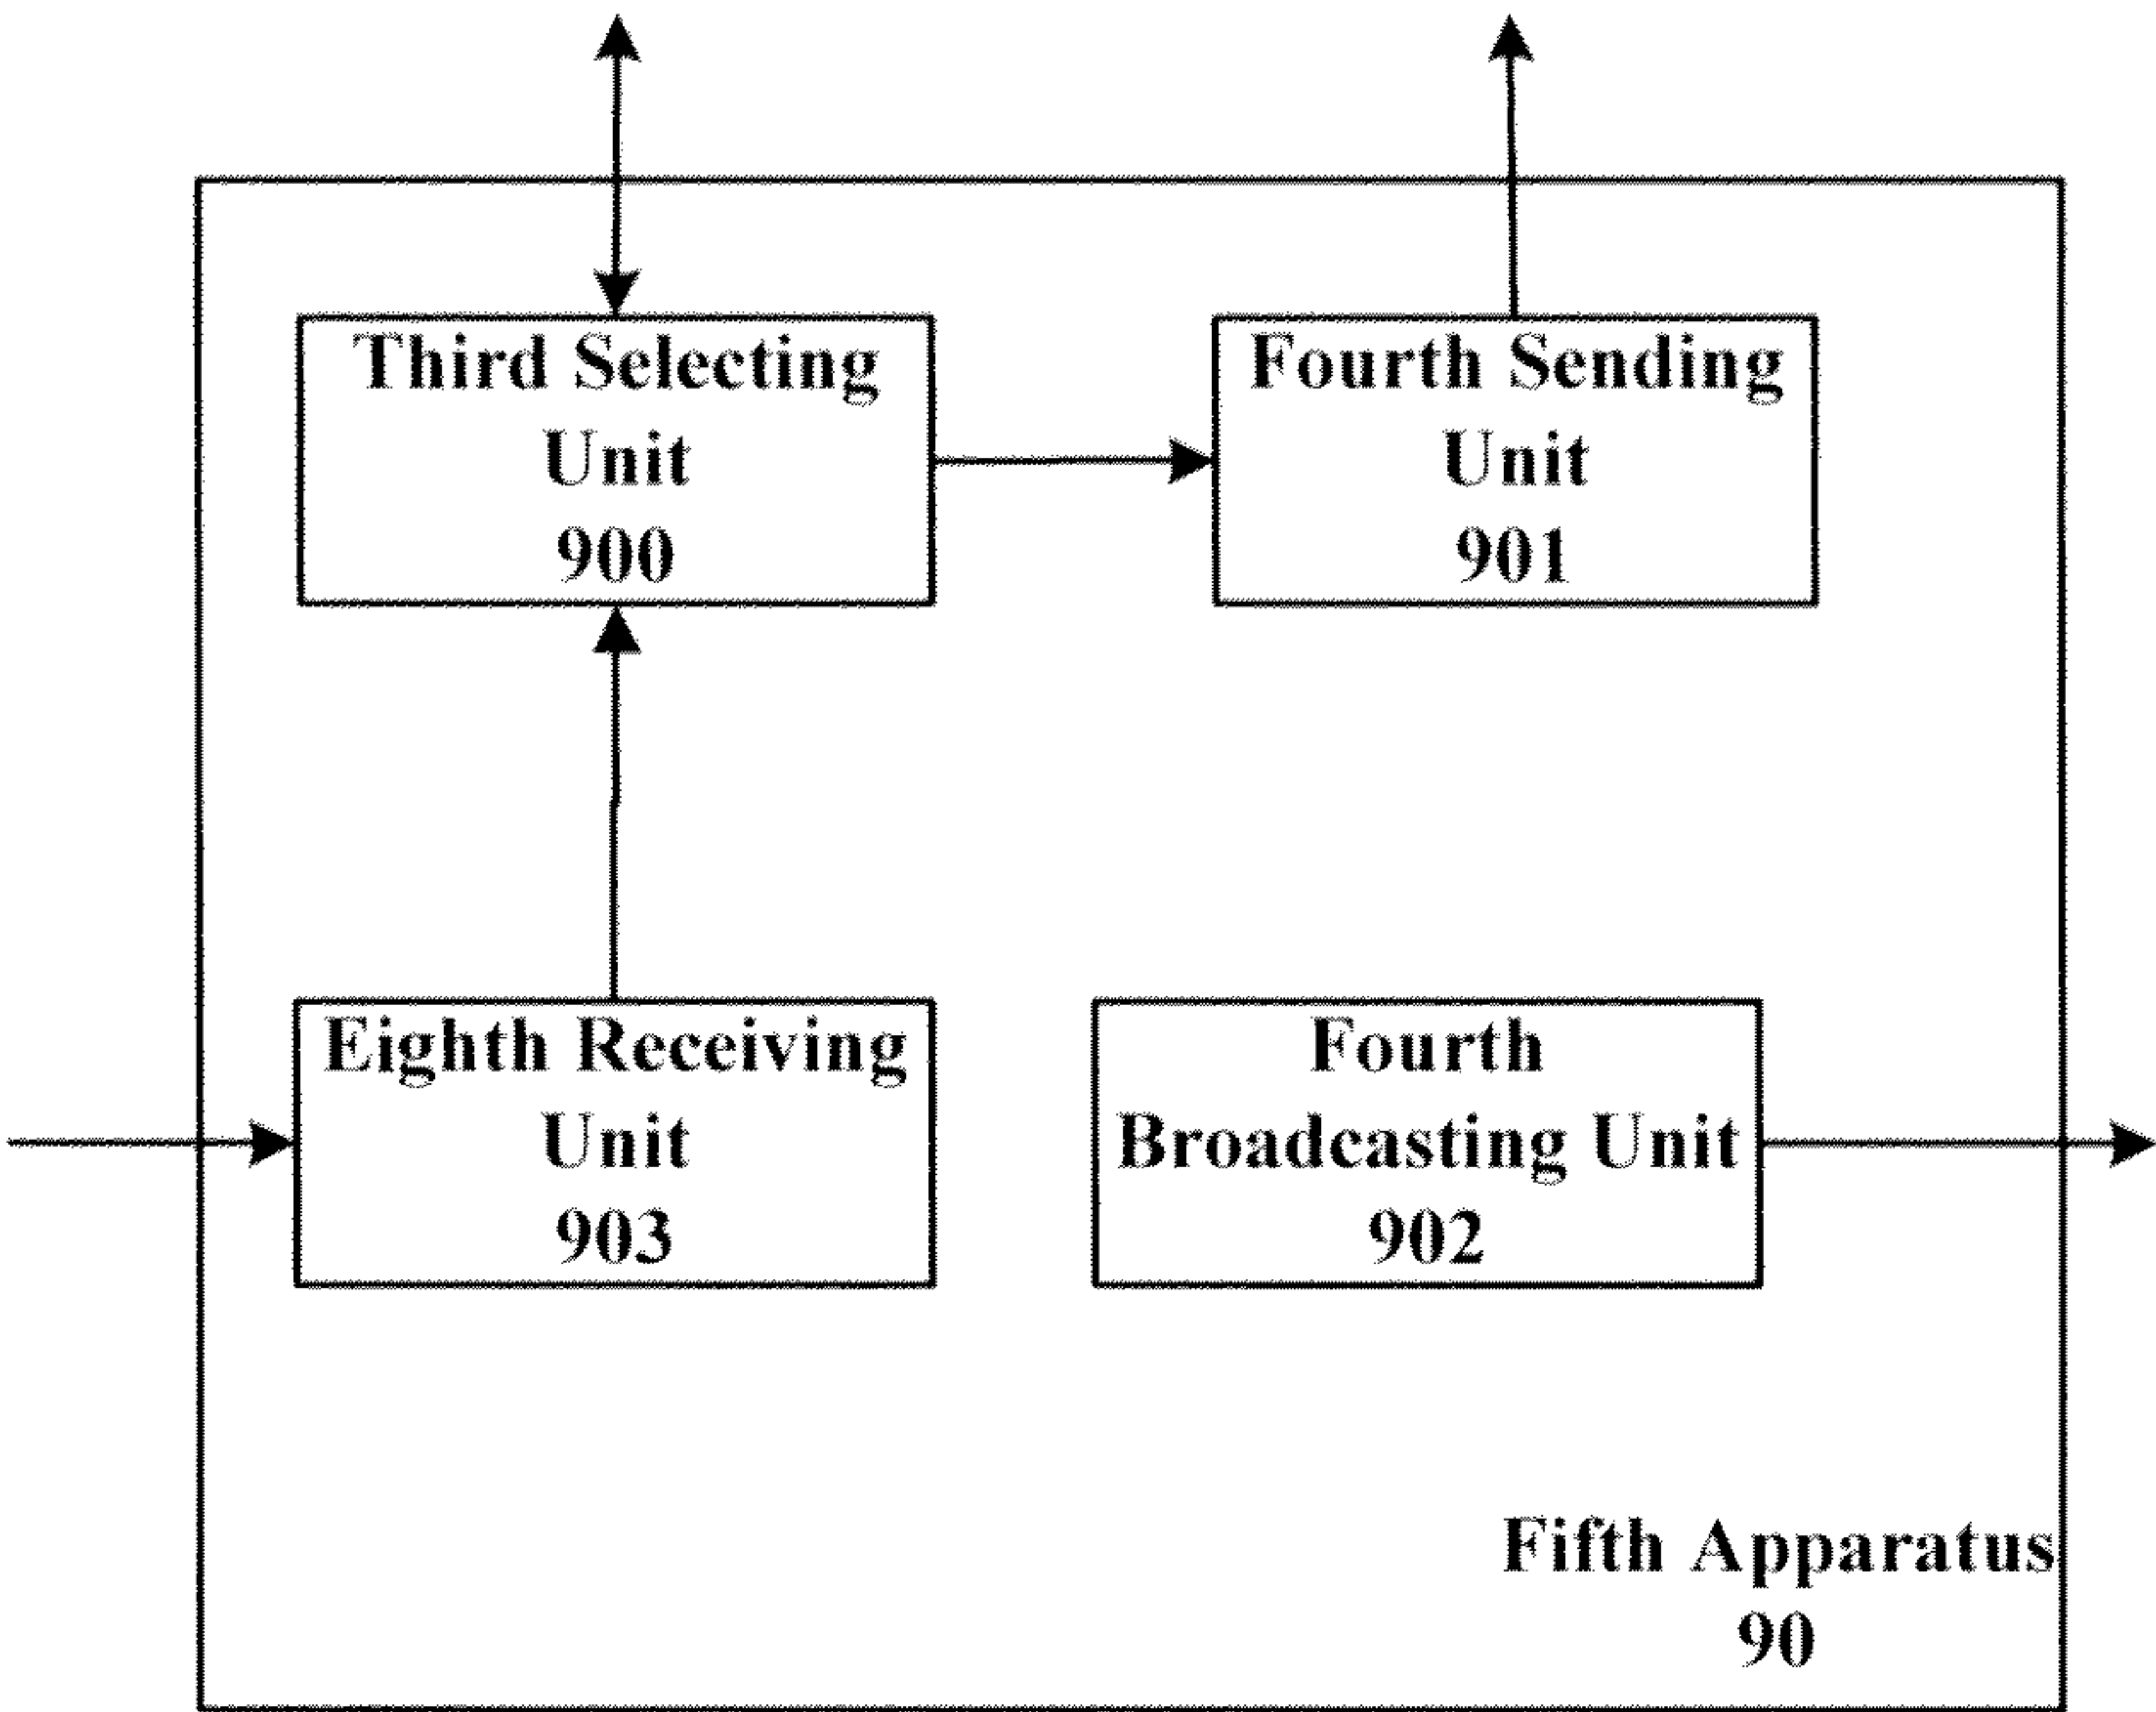 Third Selecting
Unit
900
Fourth Sending
Unit
901
Eighth Receiving
Unit
903
Fourth
Broadcasting Unit
902
Fifth Apparatus
90